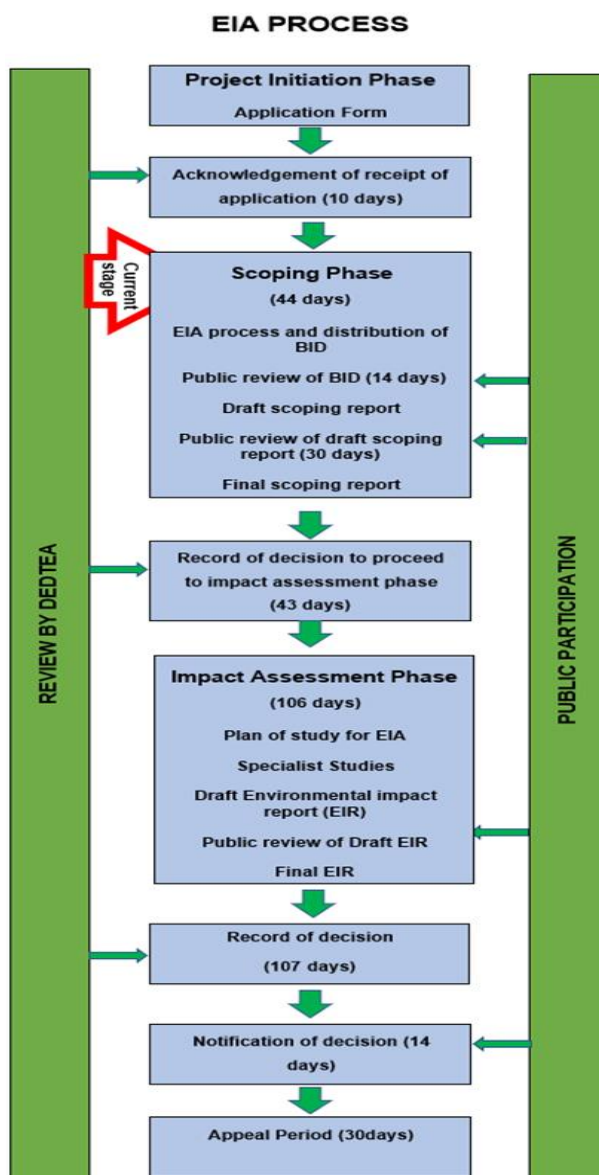 EIA PROCESS
Project Initiation Phase
Application Form
Acknowledgement of receipt of
application (10 days)
Current
stage
Scoping Phase
(44 days)
EIA process and distribution of
BID
Public review of BID (14 days)
Draft scoping report
Public review of draft scoping
report (30 days)
Final scoping report
Record of decision to proceed
to impact assessment phase
(43 days)
Impact Assessment Phase
(106 days)
Plan of study for EIA
Specialist Studies
Draft Environmental impact
report (EIR)
Public review of Draft EIR
Final EIR
Record of decision
(107 days)
Notification of decision (14
days)
Appeal Period (30days)
REVIEW BY DEDTEA
PUBLIC PARTICIPATION